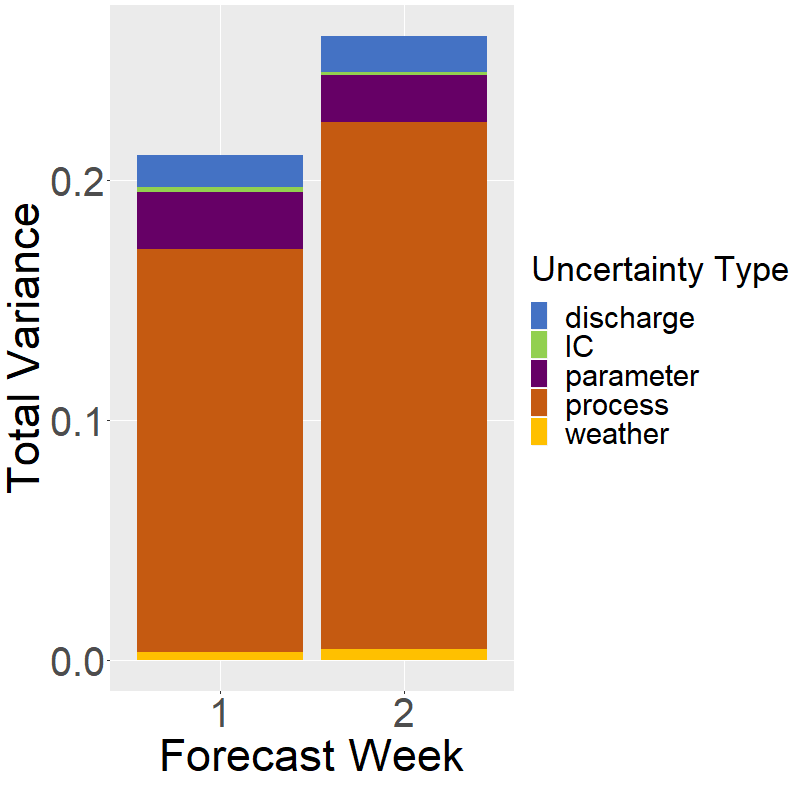 Total Variance
0.2
0.1
0.0
1 2
Forecast Week
Uncertainty Type
discharge
IC
parameter
process
weather